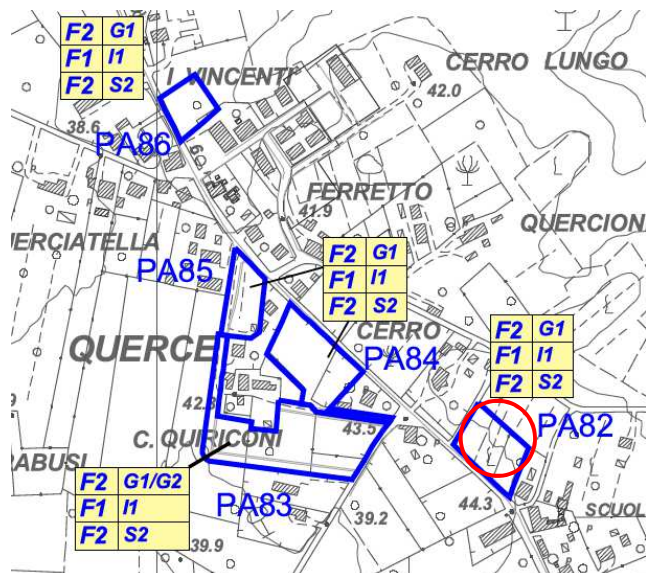 F2 G1
F1 I1
F2 S2
I VINCENTI
CERRO LUNGO
42.0
38.6
PA86
FERRETTO
41.9
QUERCION
ERCIATELLA
PA85
F2 G1
F1 I1
F2 S2
QUERCE
CERRO
PA84
F2 G1
F1 I1
F2 S2
PA82
C. QUIRICONI
43.5
RABUSI
F2 G1/G2
F1 I1
F2 S2
PA83
44.3
SCUOL
39.2
39.9